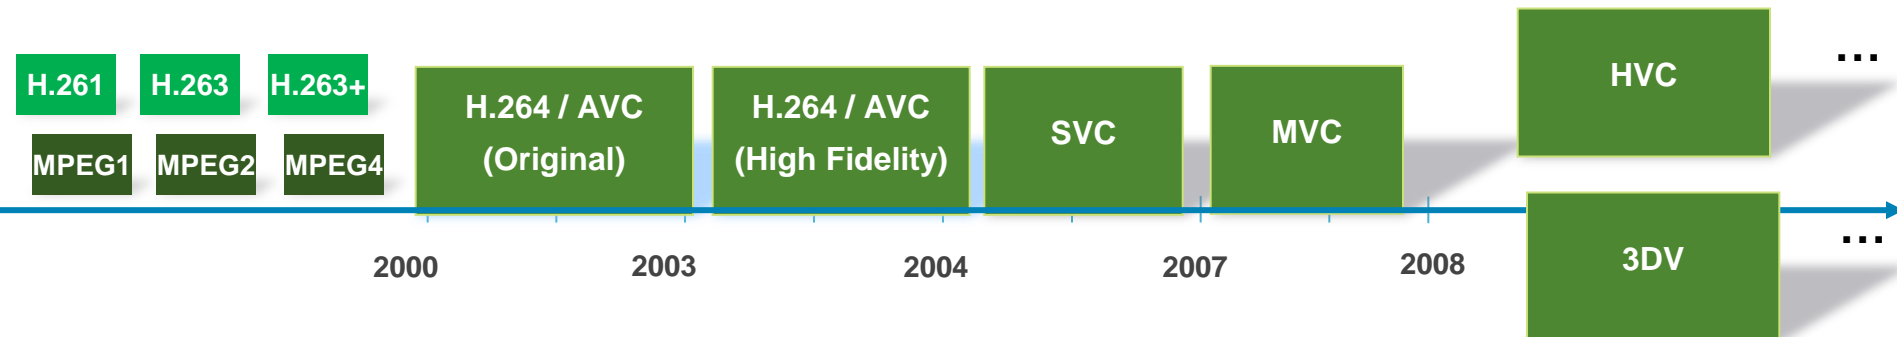 H.261
H.263
H.263+
MPEG1
MPEG2
MPEG4
H.264 / AVC
(Original)
H.264 / AVC
(High Fidelity)
SVC
MVC
HVC
...
3DV
...
2000
2003
2004
2007
2008